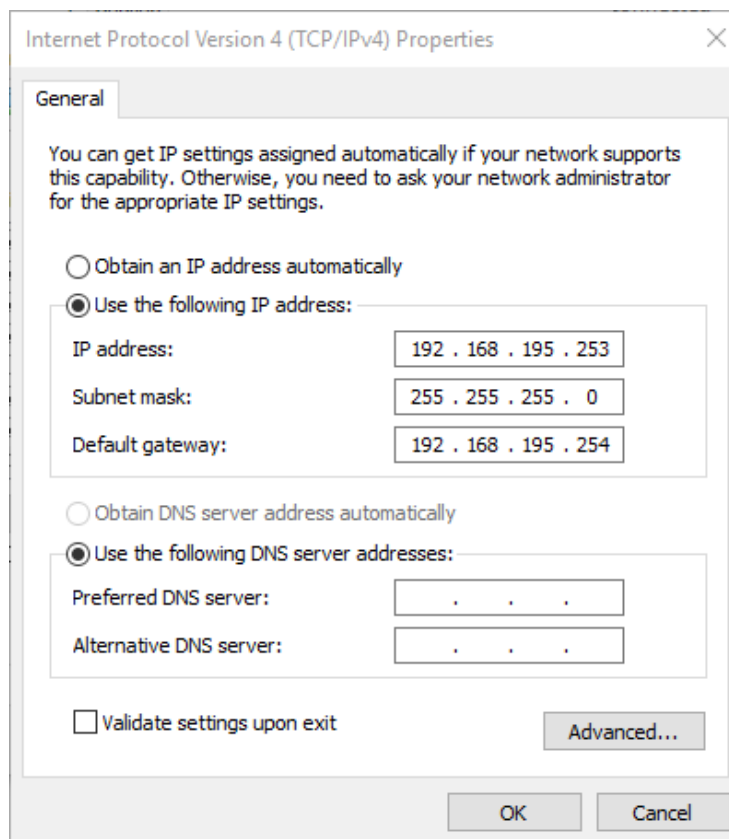 Internet Protocol Version 4 (TCP/IPv4) Properties
General
You can get IP settings assigned automatically if your network supports
this capability. Otherwise, you need to ask your network administrator
for the appropriate IP settings.
Obtain an IP address automatically
Use the following IP address:
IP address: 192 . 168 . 195 . 253
Subnet mask: 255 . 255 . 255 . 0
Default gateway: 192 . 168 . 195 . 254
Obtain DNS server address automatically
Use the following DNS server addresses:
Preferred DNS server: . . .
Alternative DNS server: . . .
Validate settings upon exit
Advanced...
OK Cancel